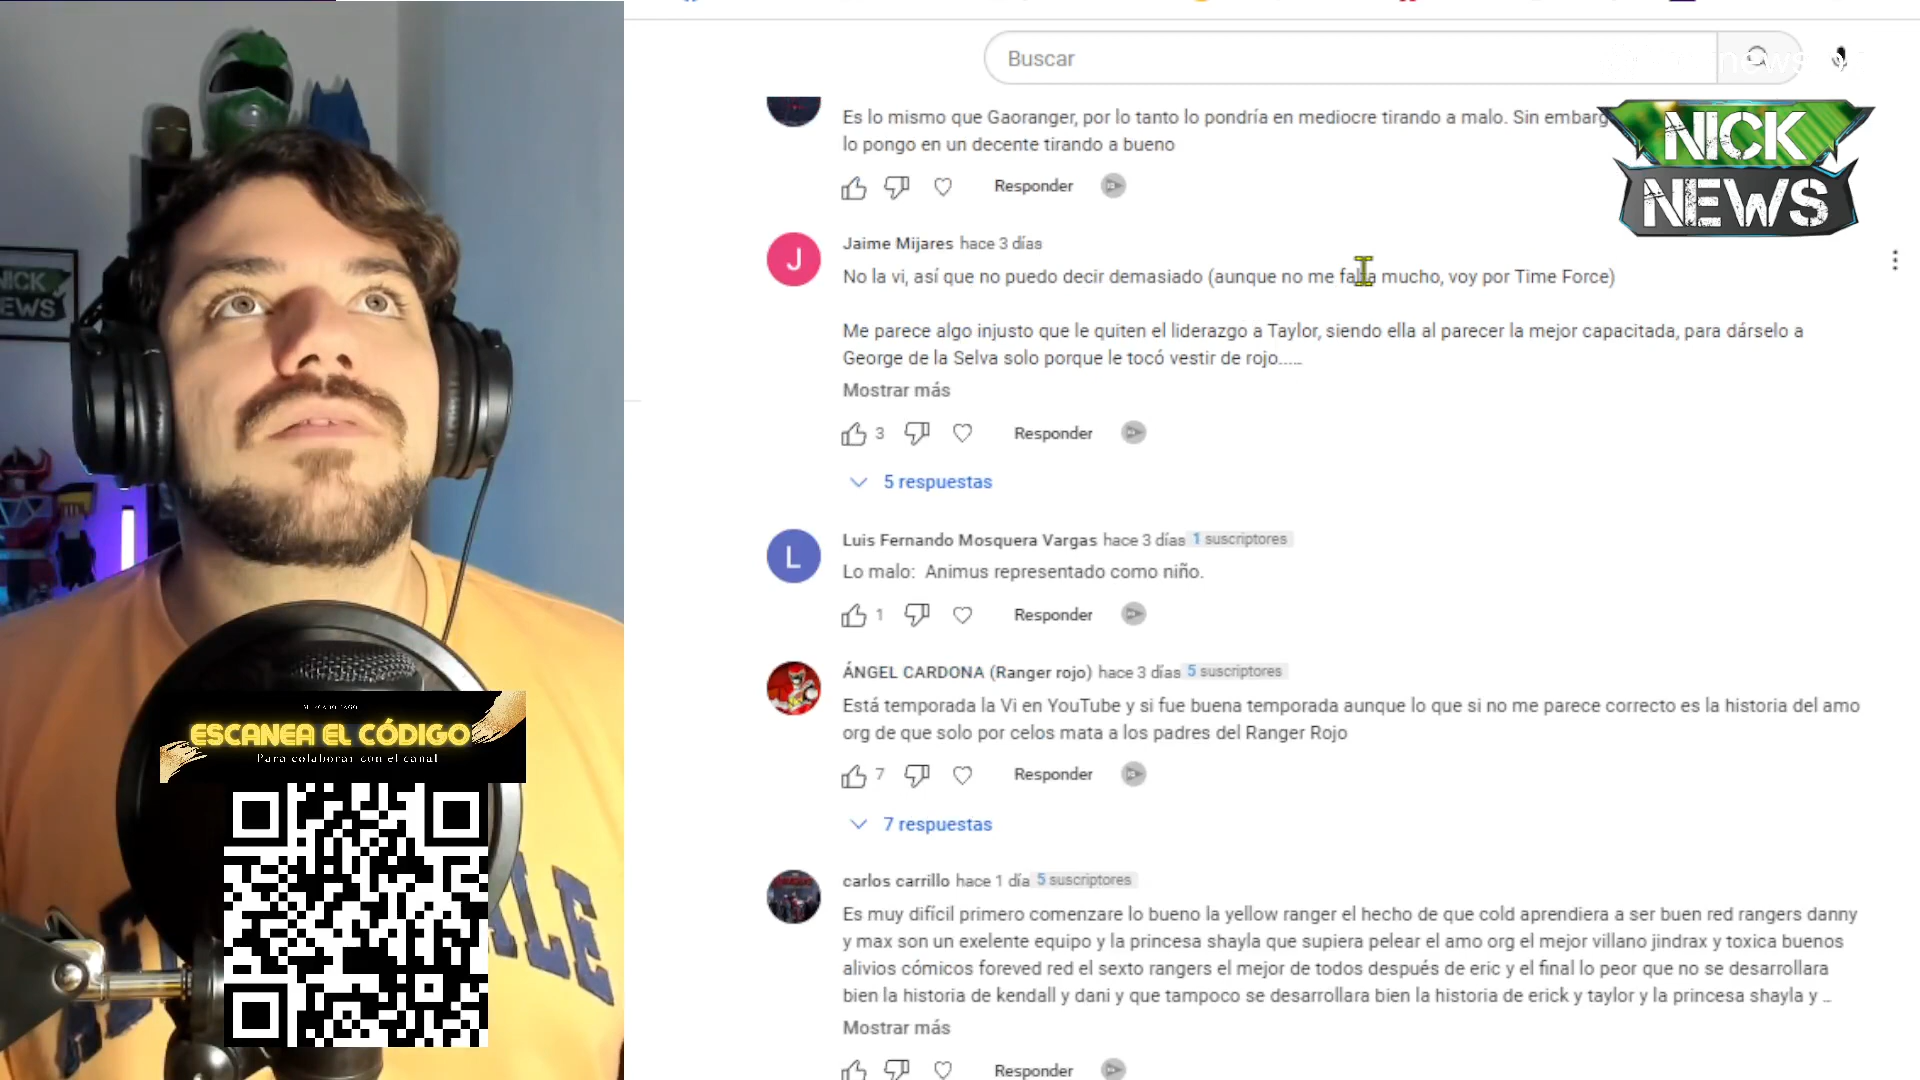 Buscar
news
NICK
NEWS
Es lo mismo que Gaoranger, por lo tanto lo pondría en mediocre tirando a malo. Sin embarg
lo pongo en un decente tirando a bueno
Responder
Jaime Mijares hace 3 días
J
No la vi, así que no puedo decir demasiado (aunque no me falta mucho, voy por Time Force)
Me parece algo injusto que le quiten el liderazgo a Taylor, siendo ella al parecer la mejor capacitada, para dárselo a
George de la Selva solo porque le tocó vestir de rojo.....
Mostrar más
3 Responder
5 respuestas
Luis Fernando Mosquera Vargas hace 3 días 1 suscriptores
L
Lo malo: Animus representado como niño.
1 Responder
ÁNGEL CARDONA (Ranger rojo) hace 3 días 5 suscriptores
Está temporada la Vi en YouTube y si fue buena temporada aunque lo que si no me parece correcto es la historia del amo
org de que solo por celos mata a los padres del Ranger Rojo
7 Responder
7 respuestas
carlos carrillo hace 1 día 5 suscriptores
Es muy difícil primero comenzare lo bueno la yellow ranger el hecho de que cold aprendiera a ser buen red rangers danny
y max son un exelente equipo y la princesa shayla que supiera pelear el amo org el mejor villano jindrax y toxica buenos
alivios cómicos foreved red el sexto rangers el mejor de todos después de eric y el final lo peor que no se desarrollara
bien la historia de kendall y dani y que tampoco se desarrollara bien la historia de erick y taylor y la princesa shayla y ...
Mostrar más
Responder
NICK
NEWS
ESCANEA EL CÓDIGO
Para colaborar con el canal
ALE